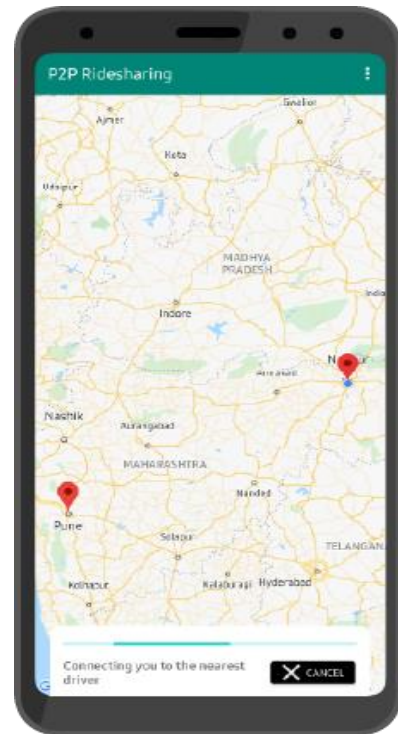 P2P Ridesharing
Gwalior
Ajmer
Kota
Udaipur
MADHYA
PRADESH
Indore
Nashik
Aurangabad
MAHARASHTRA
Nanded
Pune
Solapur
TELANGAN
Kolhapur
Kalaburagi
Hyderabad
Connecting you to the nearest
driver
CANCEL
G